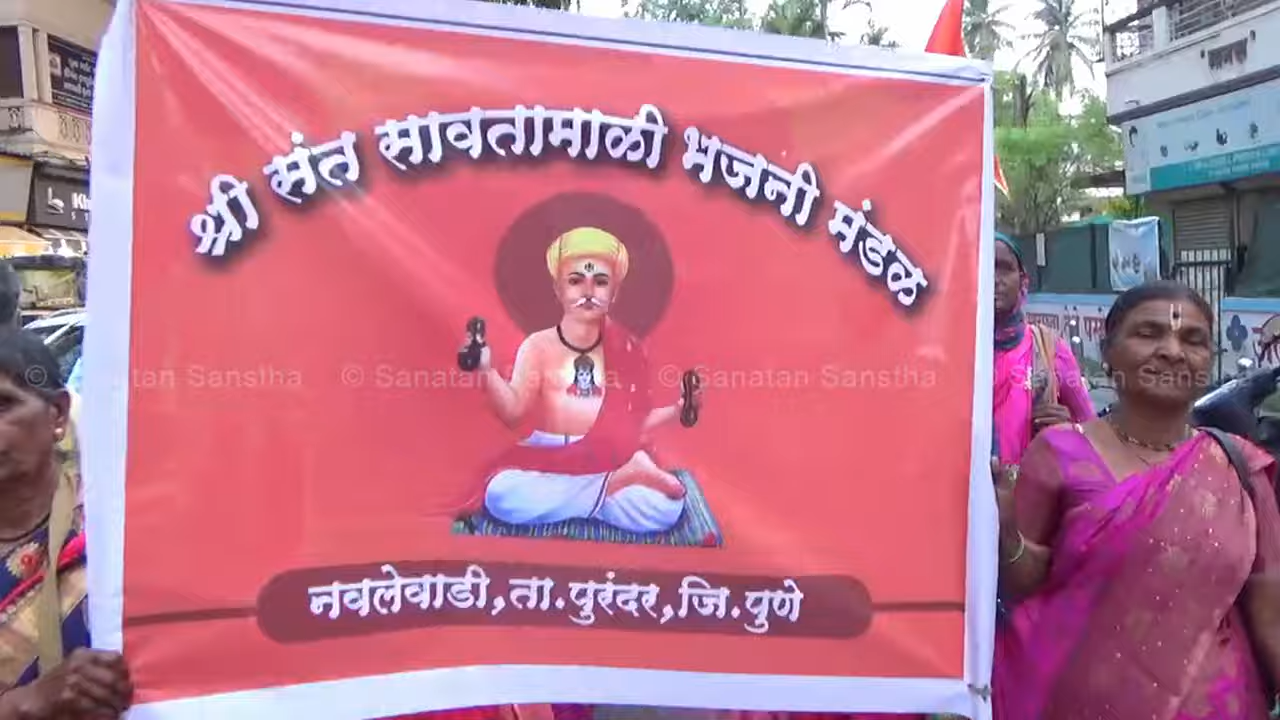 श्री संत सावतामाळी भजनी मंडळ
© Sanatan Sanstha © Sanatan Sanstha © Sanatan Sanstha
नवलेवाडी,ता.पुरंदर,जि.पुणे